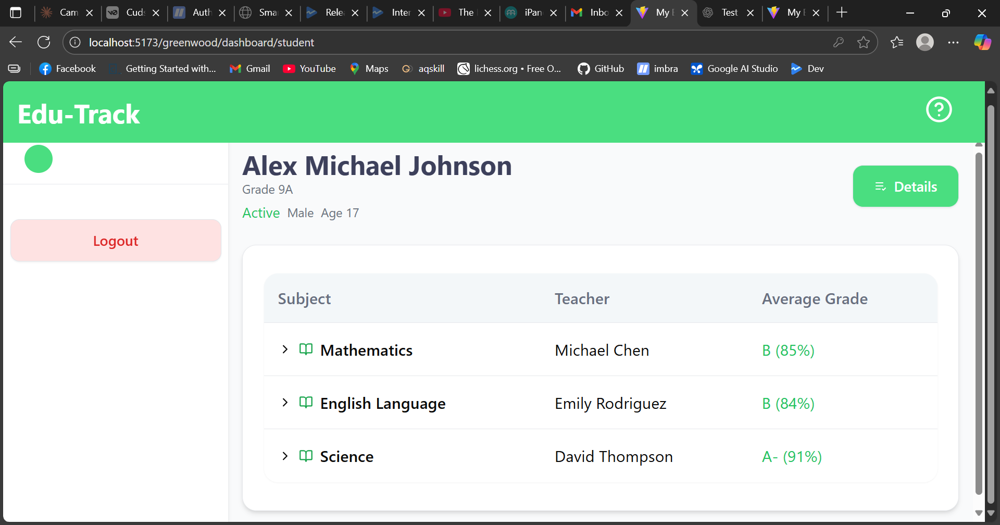 Cam
Cuds
Auth
Sma
Rele
Inter
The
iPan
Inbo
My E
Test
My E
localhost:5173/greenwood/dashboard/student
Facebook
Getting Started with...
Gmail
YouTube
Maps
aqskill
lichess.org • Free O...
GitHub
imbra
Google AI Studio
Dev
Edu-Track
Alex Michael Johnson
Grade 9A
Active Male Age 17
Details
Logout
Subject Teacher Average Grade
Mathematics Michael Chen B (85%)
English Language Emily Rodriguez B (84%)
Science David Thompson A- (91%)